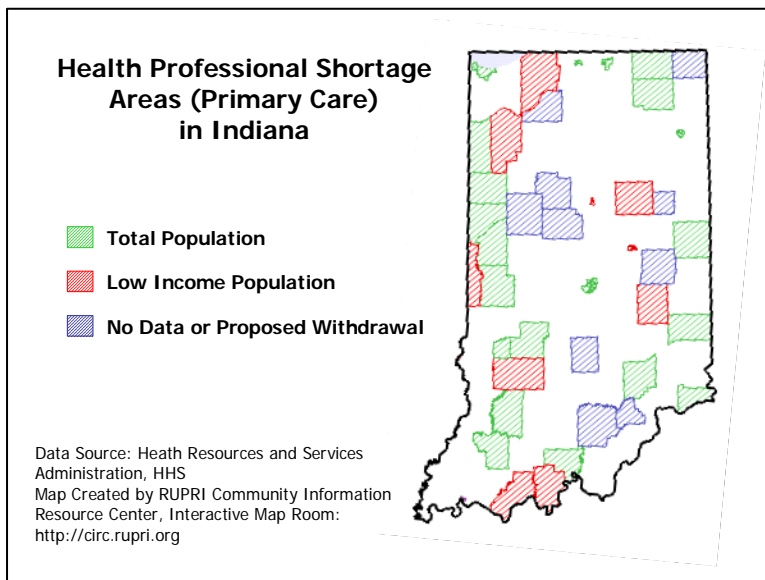 Health Professional Shortage
Areas (Primary Care)
in Indiana
Total Population
Low Income Population
No Data or Proposed Withdrawal
Data Source: Heath Resources and Services
Administration, HHS
Map Created by RUPRI Community Information
Resource Center, Interactive Map Room:
http://circ.rupri.org